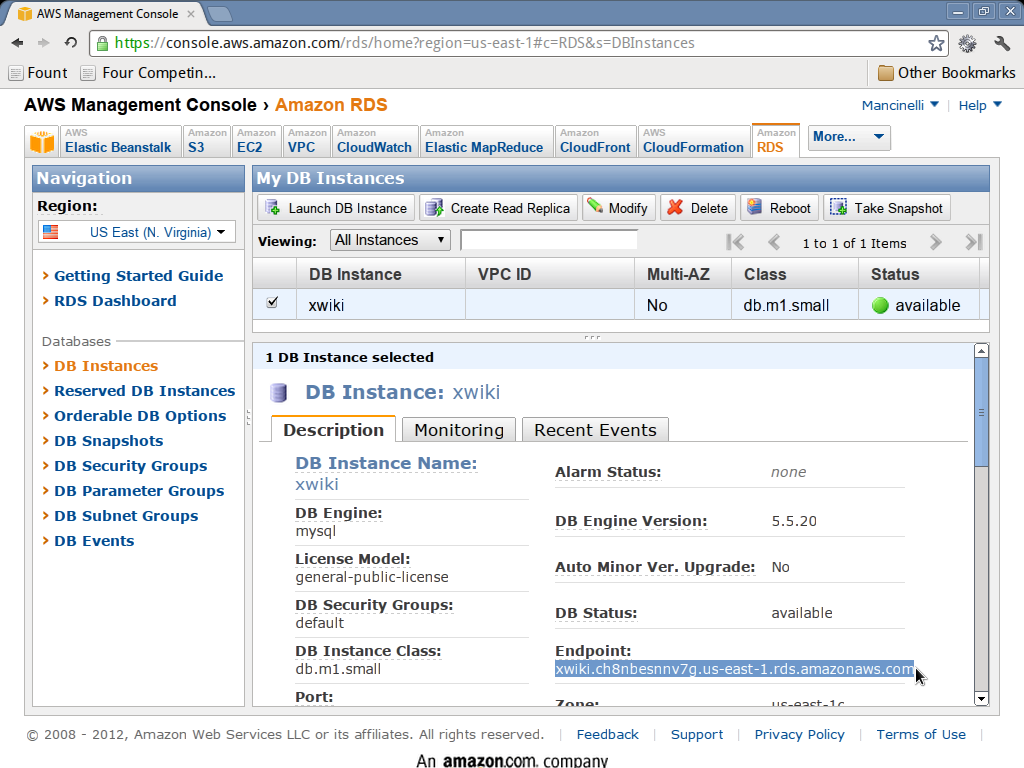 AWS Management Console
https://console.aws.amazon.com/rds/home?region=us-east-1#c=RDS&s=DBInstances
Fount Four Competin... Other Bookmarks
AWS Management Console › Amazon RDS Mancinelli Help
AWS Elastic Beanstalk
Amazon S3
Amazon EC2
Amazon VPC
Amazon CloudWatch
Amazon Elastic MapReduce
Amazon CloudFront
AWS CloudFormation
Amazon RDS
More...
Navigation
Region:
US East (N. Virginia)
Getting Started Guide
RDS Dashboard
Databases
DB Instances
Reserved DB Instances
Orderable DB Options
DB Snapshots
DB Security Groups
DB Parameter Groups
DB Subnet Groups
DB Events
My DB Instances
Launch DB Instance Create Read Replica Modify Delete Reboot Take Snapshot
Viewing: All Instances 1 to 1 of 1 Items
DB Instance VPC ID Multi-AZ Class Status
xwiki No db.m1.small available
1 DB Instance selected
DB Instance: xwiki
Description Monitoring Recent Events
DB Instance Name:
xwiki
DB Engine:
mysql
License Model:
general-public-license
DB Security Groups:
default
DB Instance Class:
db.m1.small
Port:
Alarm Status: none
DB Engine Version: 5.5.20
Auto Minor Ver. Upgrade: No
DB Status: available
Endpoint:
xwiki.ch8nbesnnv7g.us-east-1.rds.amazonaws.com
Zone: us-east-1c
© 2008 - 2012, Amazon Web Services LLC or its affiliates. All rights reserved. | Feedback | Support | Privacy Policy | Terms of Use |
An amazon.com. company